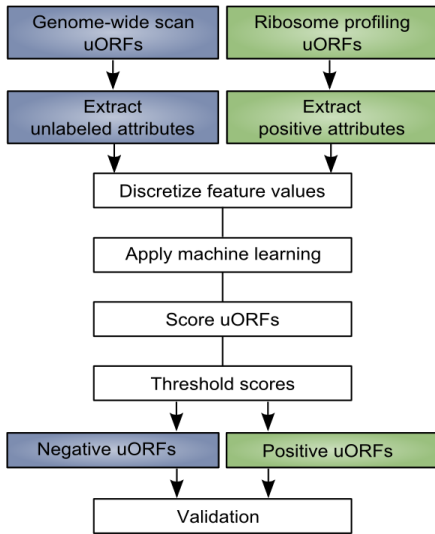 Genome-wide scan
uORFs
Ribosome profiling
uORFs
Extract
unlabeled attributes
Extract
positive attributes
Discretize feature values
Apply machine learning
Score uORFs
Threshold scores
Negative uORFs
Positive uORFs
Validation